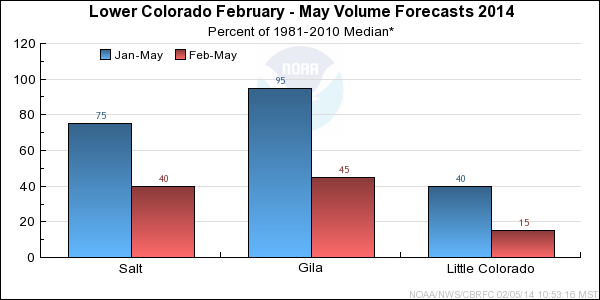 Lower Colorado February - May Volume Forecasts 2014
Percent of 1981-2010 Median*
Jan-May Feb-May
NOAA
120
100
80
60
40
20
0
75
40
95
45
40
15
Salt Gila Little Colorado
NOAA/NWS/CBRFC 02/05/14 10:53:16 MST